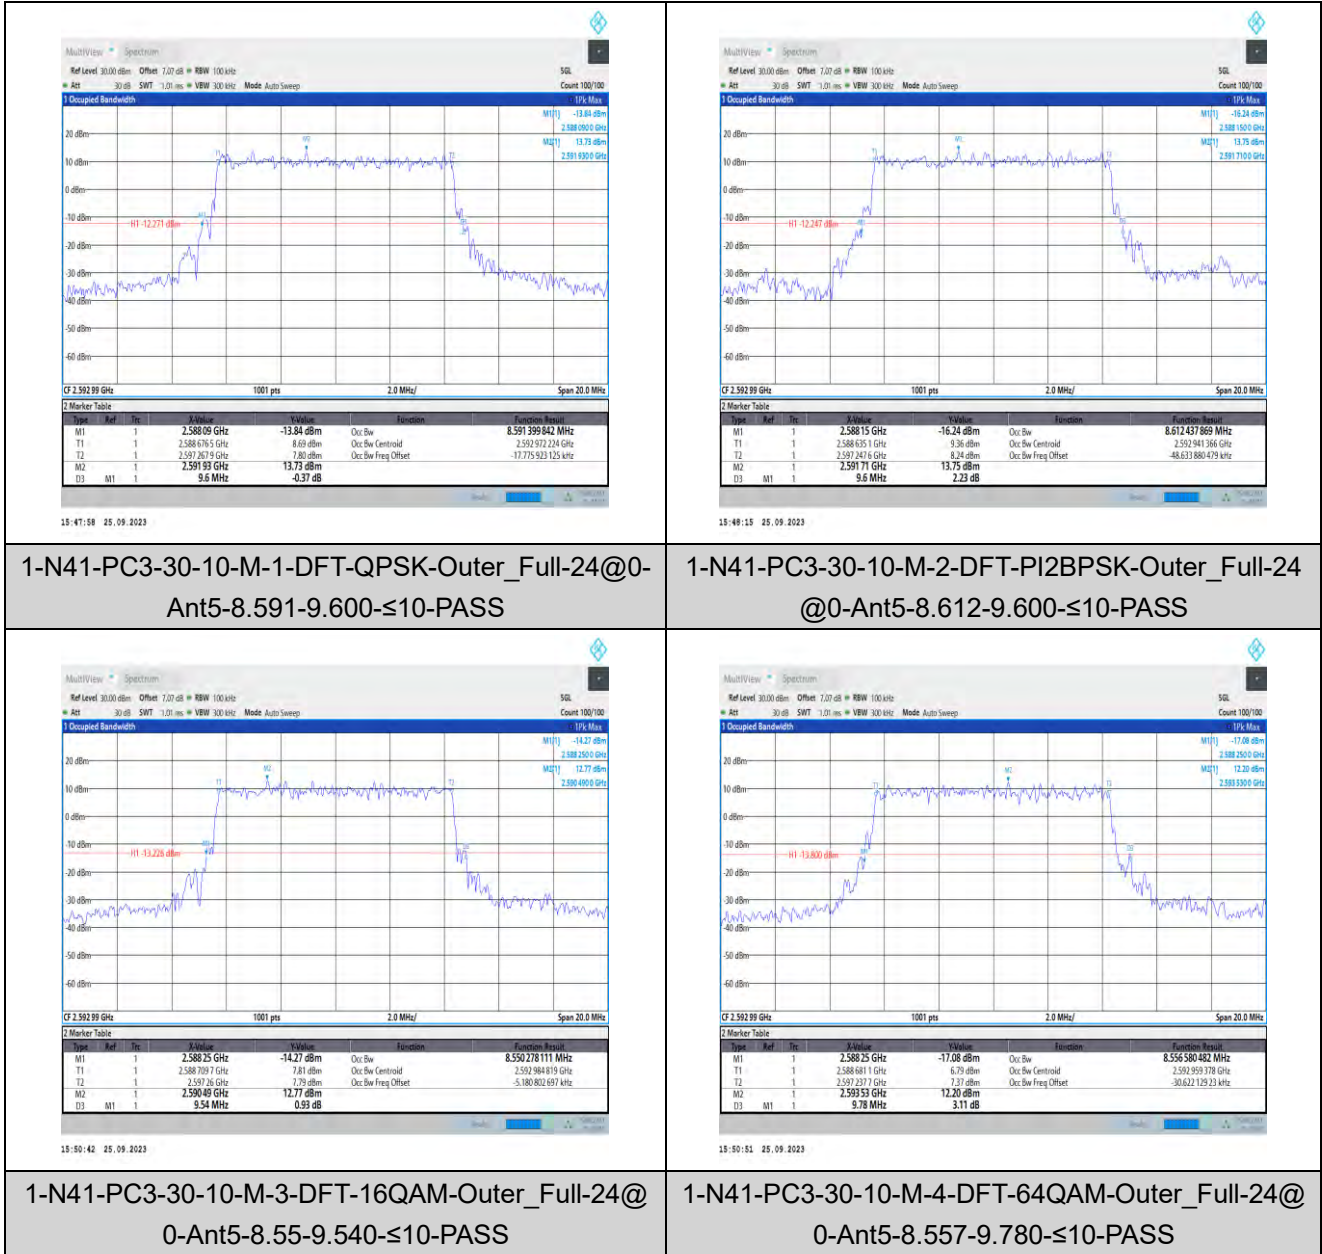 MultiView Spectrum
Ref Level 30.00 dBm Offset 7.07 dB RBW 100 kHz SGL
Att 30 dB SWT 1.01 ms VBW 300 kHz Mode Auto Sweep Count 100/100
1 Occupied Bandwidth 1Pk Max
M1[1] -13.84 dBm
2.588 0900 GHz
M2[1] 13.73 dBm
2.591 9300 GHz
20 dBm
10 dBm
0 dBm
-10 dBm
H1 -12.271 dBm
-20 dBm
-30 dBm
-40 dBm
-50 dBm
-60 dBm
CF 2.592 99 GHz 1001 pts 2.0 MHz/ Span 20.0 MHz
2 Marker Table
Type Ref Trc X-Value Y-Value Function Function Result
M1 1 2.588 09 GHz -13.84 dBm Occ Bw 8.591 399 842 MHz
T1 1 2.588 676 5 GHz 8.69 dBm Occ Bw Centroid 2.592 972 224 GHz
T2 1 2.597 267 9 GHz 7.80 dBm Occ Bw Freq Offset -17.775 923 125 kHz
M2 1 2.591 93 GHz 13.73 dBm
D3 M1 1 9.6 MHz -0.37 dB
15:47:58 25.09.2023
1-N41-PC3-30-10-M-1-DFT-QPSK-Outer_Full-24@0-
Ant5-8.591-9.600-≤10-PASS
MultiView Spectrum
Ref Level 30.00 dBm Offset 7.07 dB RBW 100 kHz SGL
Att 30 dB SWT 1.01 ms VBW 300 kHz Mode Auto Sweep Count 100/100
1 Occupied Bandwidth 1Pk Max
M1[1] -16.24 dBm
2.588 1500 GHz
M2[1] 13.75 dBm
2.591 7100 GHz
20 dBm
10 dBm
0 dBm
-10 dBm
H1 -12.247 dBm
-20 dBm
-30 dBm
-40 dBm
-50 dBm
-60 dBm
CF 2.592 99 GHz 1001 pts 2.0 MHz/ Span 20.0 MHz
2 Marker Table
Type Ref Trc X-Value Y-Value Function Function Result
M1 1 2.588 15 GHz -16.24 dBm Occ Bw 8.612 437 869 MHz
T1 1 2.588 635 1 GHz 9.36 dBm Occ Bw Centroid 2.592 941 366 GHz
T2 1 2.597 247 6 GHz 8.24 dBm Occ Bw Freq Offset -48.633 880 479 kHz
M2 1 2.591 71 GHz 13.75 dBm
D3 M1 1 9.6 MHz 2.23 dB
15:48:15 25.09.2023
1-N41-PC3-30-10-M-2-DFT-PI2BPSK-Outer_Full-24
@0-Ant5-8.612-9.600-≤10-PASS
MultiView Spectrum
Ref Level 30.00 dBm Offset 7.07 dB RBW 100 kHz SGL
Att 30 dB SWT 1.01 ms VBW 300 kHz Mode Auto Sweep Count 100/100
1 Occupied Bandwidth 1Pk Max
M1[1] -14.27 dBm
2.588 2500 GHz
M2[1] 12.77 dBm
2.590 4900 GHz
20 dBm
10 dBm
0 dBm
-10 dBm
H1 -13.226 dBm
-20 dBm
-30 dBm
-40 dBm
-50 dBm
-60 dBm
CF 2.592 99 GHz 1001 pts 2.0 MHz/ Span 20.0 MHz
2 Marker Table
Type Ref Trc X-Value Y-Value Function Function Result
M1 1 2.588 25 GHz -14.27 dBm Occ Bw 8.550 278 111 MHz
T1 1 2.588 709 7 GHz 7.81 dBm Occ Bw Centroid 2.592 984 819 GHz
T2 1 2.597 26 GHz 7.79 dBm Occ Bw Freq Offset -5.180 802 697 kHz
M2 1 2.590 49 GHz 12.77 dBm
D3 M1 1 9.54 MHz 0.93 dB
15:50:42 25.09.2023
1-N41-PC3-30-10-M-3-DFT-16QAM-Outer_Full-24@
0-Ant5-8.55-9.540-≤10-PASS
MultiView Spectrum
Ref Level 30.00 dBm Offset 7.07 dB RBW 100 kHz SGL
Att 30 dB SWT 1.01 ms VBW 300 kHz Mode Auto Sweep Count 100/100
1 Occupied Bandwidth 1Pk Max
M1[1] -17.08 dBm
2.588 2500 GHz
M2[1] 12.20 dBm
2.593 5300 GHz
20 dBm
10 dBm
0 dBm
-10 dBm
H1 -13.800 dBm
-20 dBm
-30 dBm
-40 dBm
-50 dBm
-60 dBm
CF 2.592 99 GHz 1001 pts 2.0 MHz/ Span 20.0 MHz
2 Marker Table
Type Ref Trc X-Value Y-Value Function Function Result
M1 1 2.588 25 GHz -17.08 dBm Occ Bw 8.556 580 482 MHz
T1 1 2.588 681 1 GHz 6.79 dBm Occ Bw Centroid 2.592 959 378 GHz
T2 1 2.597 237 7 GHz 7.37 dBm Occ Bw Freq Offset -30.622 129 23 kHz
M2 1 2.593 53 GHz 12.20 dBm
D3 M1 1 9.78 MHz 3.11 dB
15:50:51 25.09.2023
1-N41-PC3-30-10-M-4-DFT-64QAM-Outer_Full-24@
0-Ant5-8.557-9.780-≤10-PASS